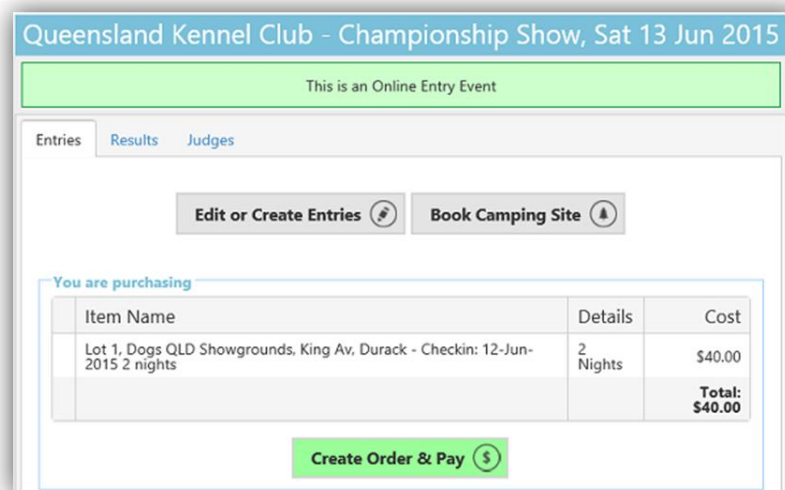 Queensland Kennel Club - Championship Show, Sat 13 Jun 2015
This is an Online Entry Event
Entries Results Judges
Edit or Create Entries Book Camping Site
You are purchasing
Item Name Details Cost
Lot 1, Dogs QLD Showgrounds, King Av, Durack - Checkin: 12-Jun-
2015 2 nights
2
Nights
$40.00
Total:
$40.00
Create Order & Pay $